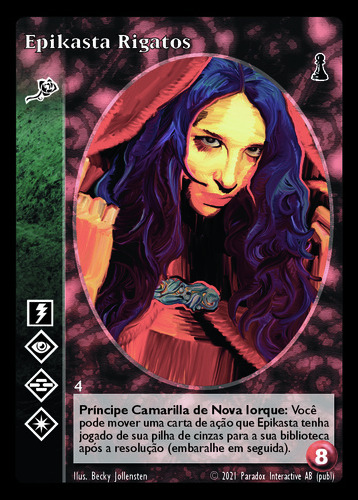 Epikasta Rigatos
4
Príncipe Camarilla de Nova Iorque: Você
pode mover uma carta de ação que Epikasta tenha
jogado de sua pilha de cinzas para a sua biblioteca
após a resolução (embaralhe em seguida).
8
Ilus. Becky Jollensten
© 2021 Paradox Interactive AB (publ)